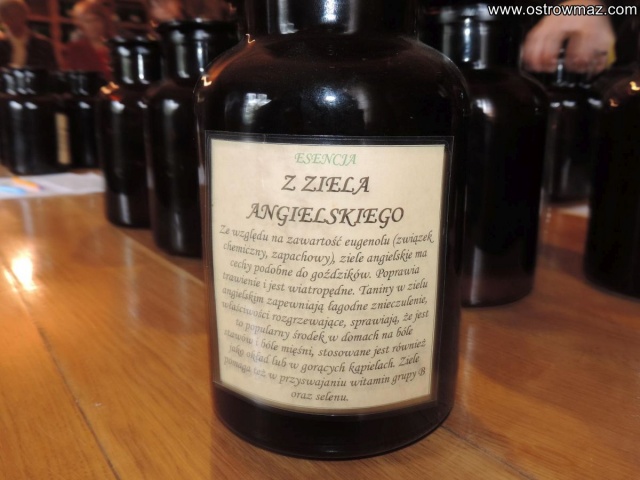 www.ostrowmaz.com
ESENCJA
Z ZIELA
ANGIELSKIEGO
Ze względu na zawartość eugenolu (związek
chemiczny, zapachowy), ziele angielskie ma
cechy podobne do goździków. Poprawia
trawienie i jest wiatropędne. Taniny w zielu
angielskim zapewniają łagodne znieczulenie,
właściwości rozgrzewające, sprawiają, że jest
to popularny środek w domach na bóle
stawów i bóle mięśni, stosowane jest również
jako okład lub w gorących kąpielach. Ziele
pomaga też w przyswajaniu witamin grupy B
oraz selenu.